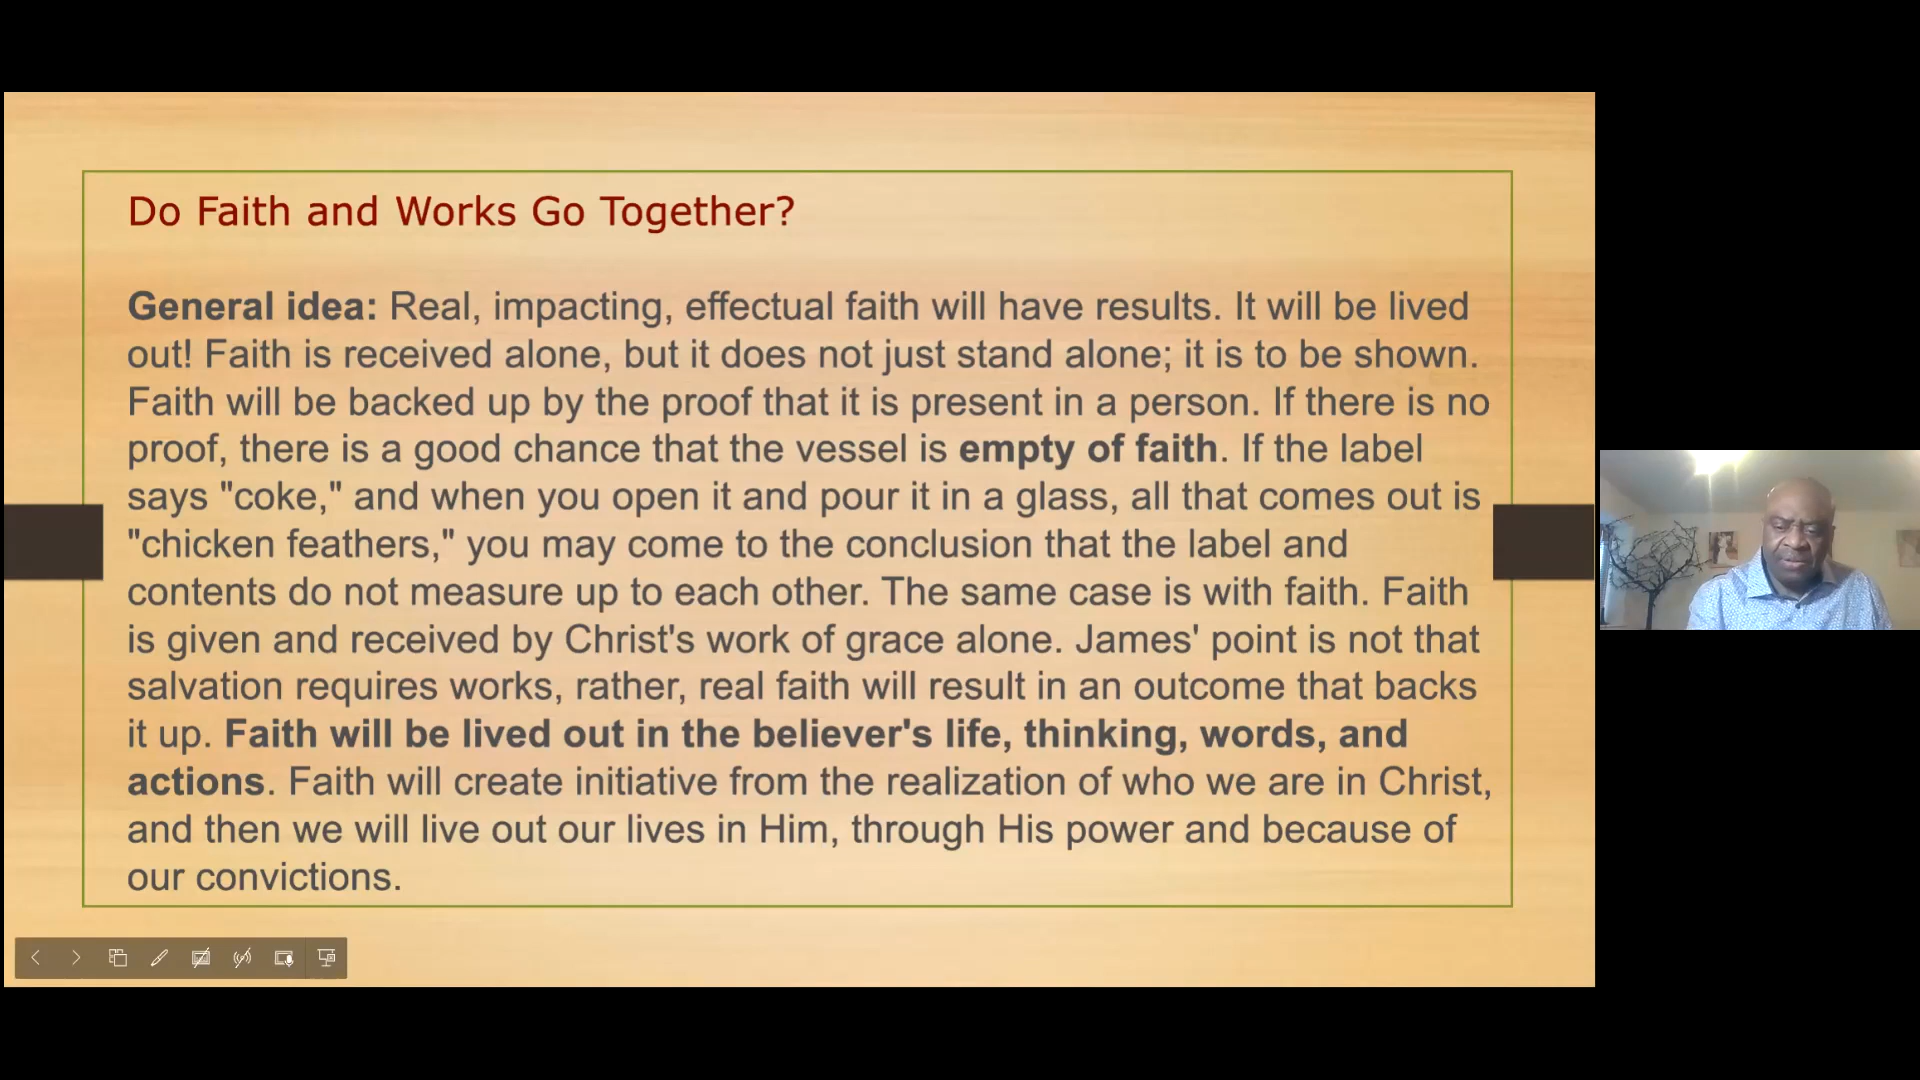 Do Faith and Works Go Together?
General idea: Real, impacting, effectual faith will have results. It will be lived
out! Faith is received alone, but it does not just stand alone; it is to be shown.
Faith will be backed up by the proof that it is present in a person. If there is no
proof, there is a good chance that the vessel is empty of faith. If the label
says "coke," and when you open it and pour it in a glass, all that comes out is
"chicken feathers," you may come to the conclusion that the label and
contents do not measure up to each other. The same case is with faith. Faith
is given and received by Christ's work of grace alone. James' point is not that
salvation requires works, rather, real faith will result in an outcome that backs
it up. Faith will be lived out in the believer's life, thinking, words, and
actions. Faith will create initiative from the realization of who we are in Christ,
and then we will live out our lives in Him, through His power and because of
our convictions.